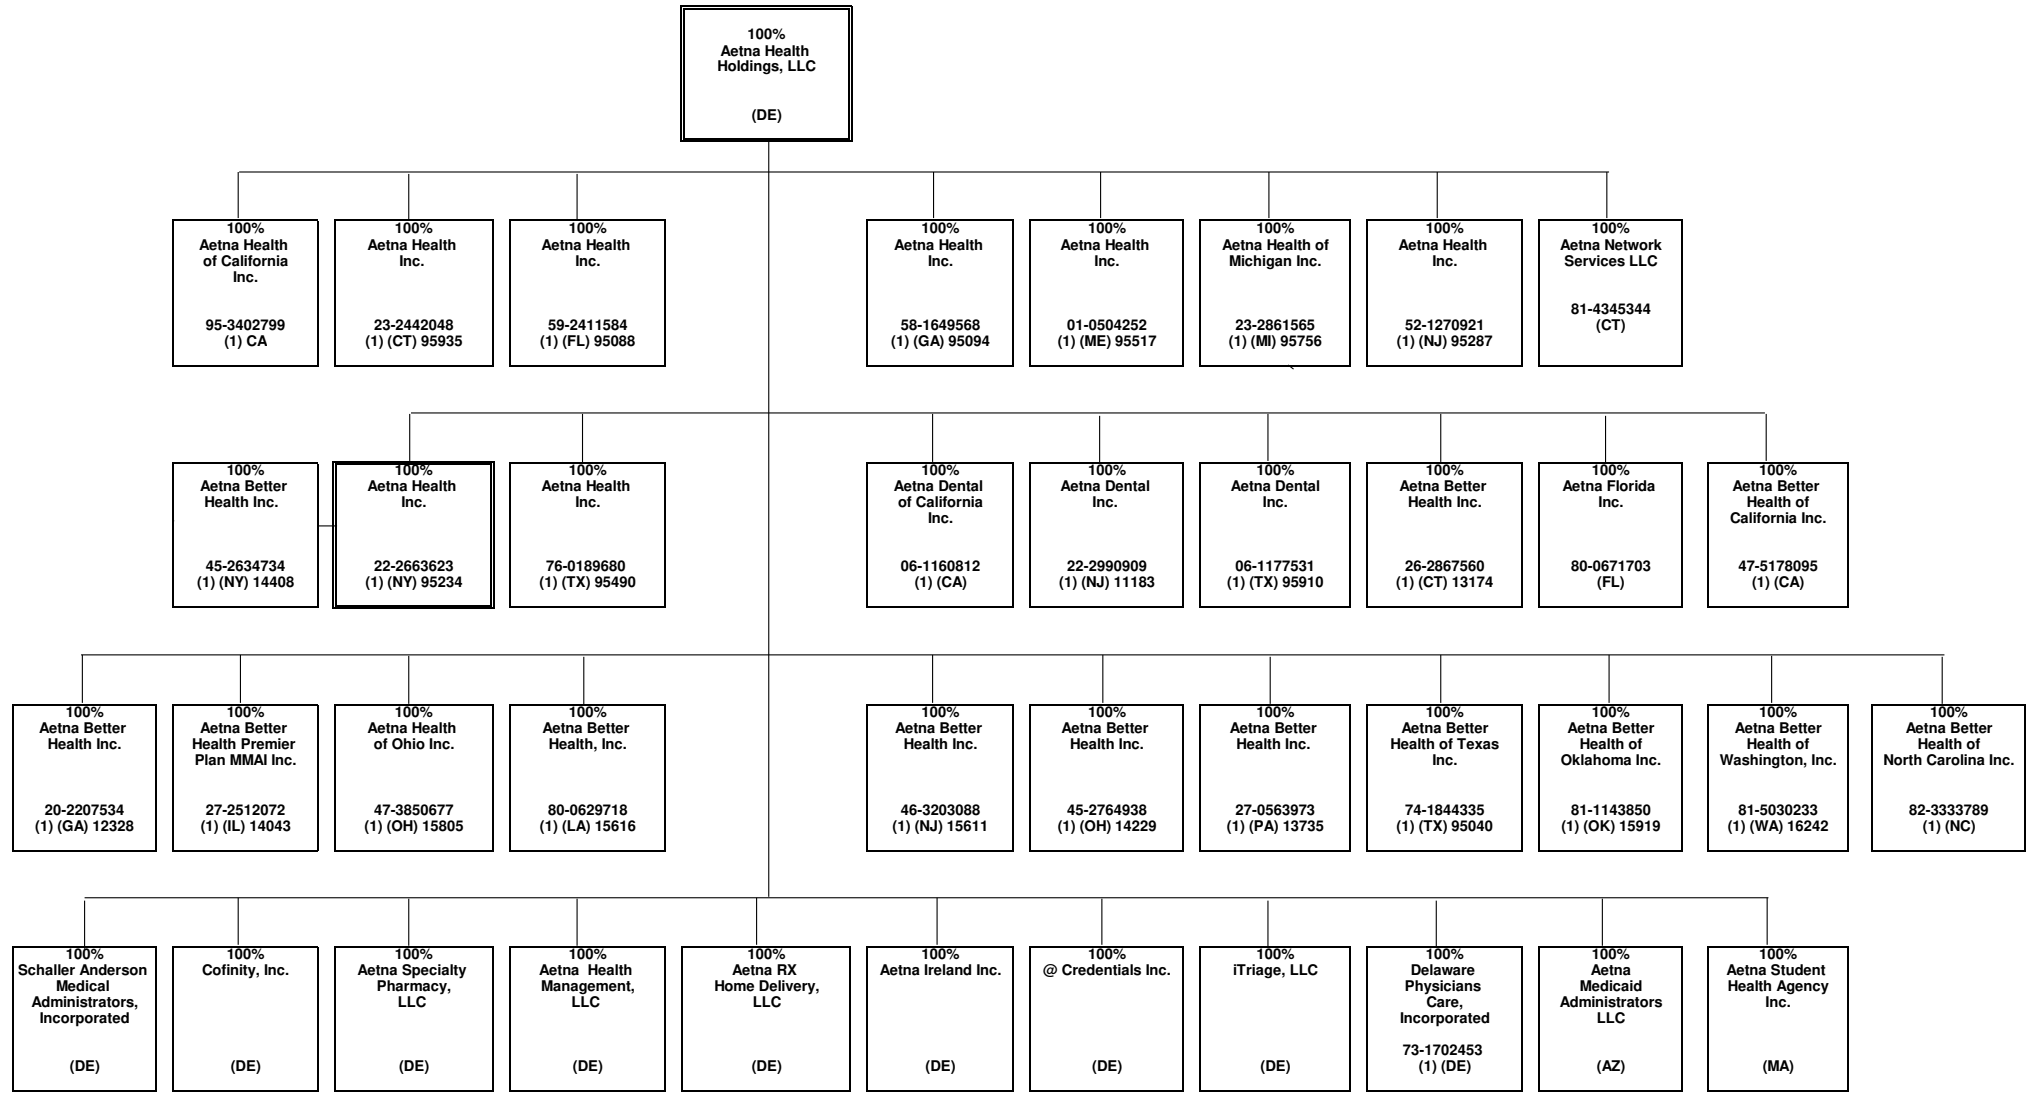 100%
Aetna Health
Holdings, LLC
(DE)
100%
Aetna Health
of California
Inc.
95-3402799
(1) CA
100%
Aetna Health
Inc.
23-2442048
(1) (CT) 95935
100%
Aetna Health
Inc.
59-2411584
(1) (FL) 95088
100%
Aetna Health
Inc.
58-1649568
(1) (GA) 95094
100%
Aetna Health
Inc.
01-0504252
(1) (ME) 95517
100%
Aetna Health of
Michigan Inc.
23-2861565
(1) (MI) 95756
100%
Aetna Health
Inc.
52-1270921
(1) (NJ) 95287
100%
Aetna Network
Services LLC
81-4345344
(CT)
100%
Aetna Better
Health Inc.
45-2634734
(1) (NY) 14408
100%
Aetna Health
Inc.
22-2663623
(1) (NY) 95234
100%
Aetna Health
Inc.
76-0189680
(1) (TX) 95490
100%
Aetna Dental
of California
Inc.
06-1160812
(1) (CA)
100%
Aetna Dental
Inc.
22-2990909
(1) (NJ) 11183
100%
Aetna Dental
Inc.
06-1177531
(1) (TX) 95910
100%
Aetna Better
Health Inc.
26-2867560
(1) (CT) 13174
100%
Aetna Florida
Inc.
80-0671703
(FL)
100%
Aetna Better
Health of
California Inc.
47-5178095
(1) (CA)
100%
Aetna Better
Health Inc.
20-2207534
(1) (GA) 12328
100%
Aetna Better
Health Premier
Plan MMAI Inc.
27-2512072
(1) (IL) 14043
100%
Aetna Health
of Ohio Inc.
47-3850677
(1) (OH) 15805
100%
Aetna Better
Health, Inc.
80-0629718
(1) (LA) 15616
100%
Aetna Better
Health Inc.
46-3203088
(1) (NJ) 15611
100%
Aetna Better
Health Inc.
45-2764938
(1) (OH) 14229
100%
Aetna Better
Health Inc.
27-0563973
(1) (PA) 13735
100%
Aetna Better
Health of Texas
Inc.
74-1844335
(1) (TX) 95040
100%
Aetna Better
Health of
Oklahoma Inc.
81-1143850
(1) (OK) 15919
100%
Aetna Better
Health of
Washington, Inc.
81-5030233
(1) (WA) 16242
100%
Aetna Better
Health of
North Carolina Inc.
82-3333789
(1) (NC)
100%
Schaller Anderson
Medical
Administrators,
Incorporated
(DE)
100%
Cofinity, Inc.
(DE)
100%
Aetna Specialty
Pharmacy,
LLC
(DE)
100%
Aetna Health
Management,
LLC
(DE)
100%
Aetna RX
Home Delivery,
LLC
(DE)
100%
Aetna Ireland Inc.
(DE)
100%
@ Credentials Inc.
(DE)
100%
iTriage, LLC
(DE)
100%
Delaware
Physicians
Care,
Incorporated
73-1702453
(1) (DE)
100%
Aetna
Medicaid
Administrators
LLC
(AZ)
100%
Aetna Student
Health Agency
Inc.
(MA)